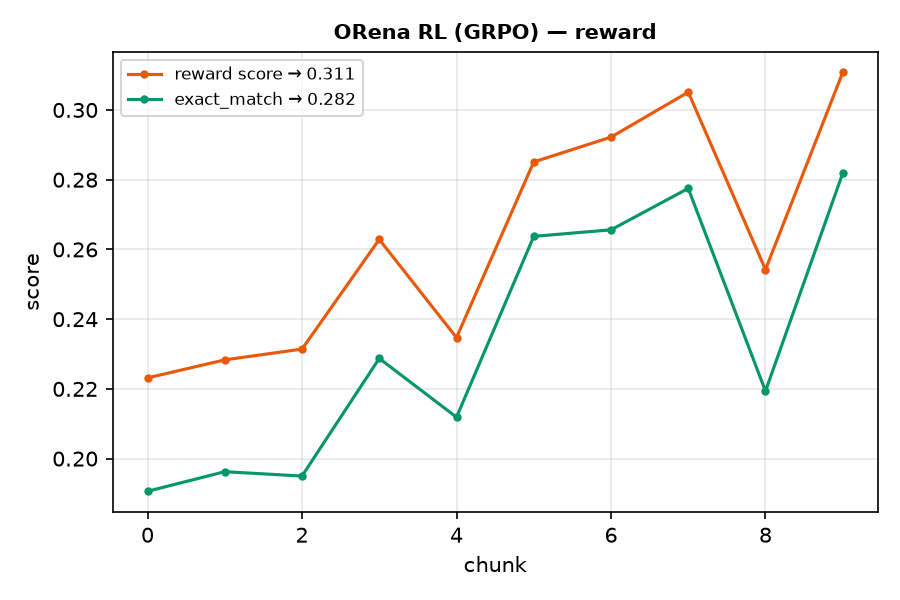 ORena RL (GRPO) — reward
reward score → 0.311
exact_match → 0.282
0.30
0.28
0.26
0.24
0.22
0.20
score
0 2 4 6 8
chunk